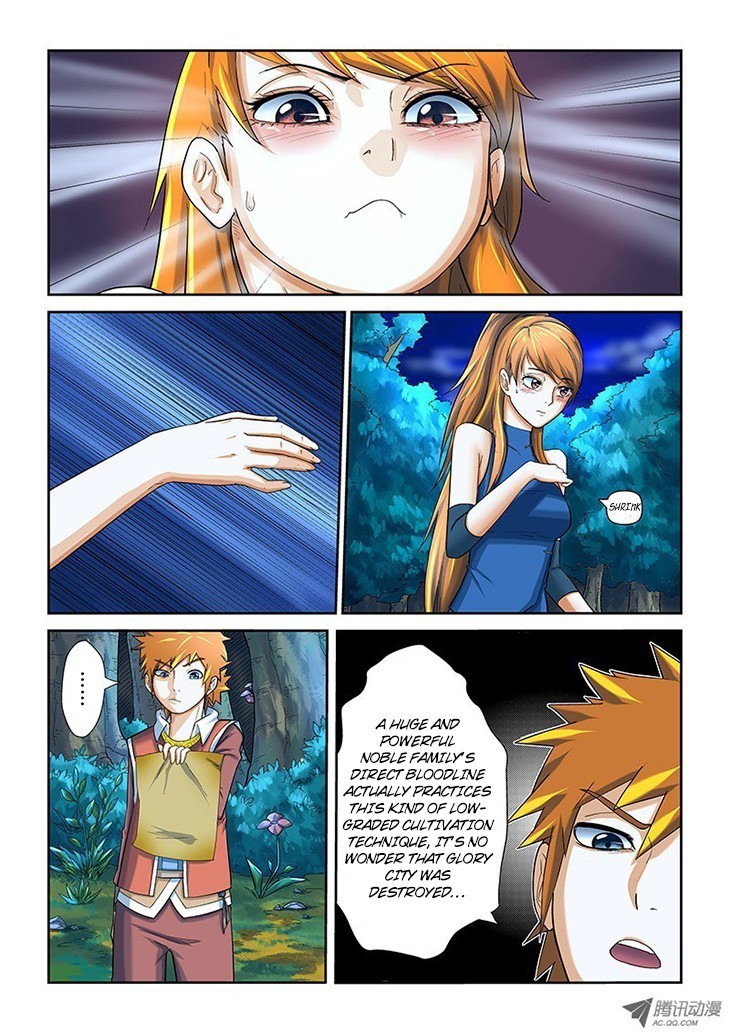 SHRINK
......
A HUGE AND
POWERFUL
NOBLE FAMILY'S
DIRECT BLOODLINE
ACTUALLY PRACTICES
THIS KIND OF LOW-
GRADED CULTIVATION
TECHNIQUE, IT'S NO
WONDER THAT GLORY
CITY WAS
DESTROYED...
腾讯动漫
AC.QQ.COM